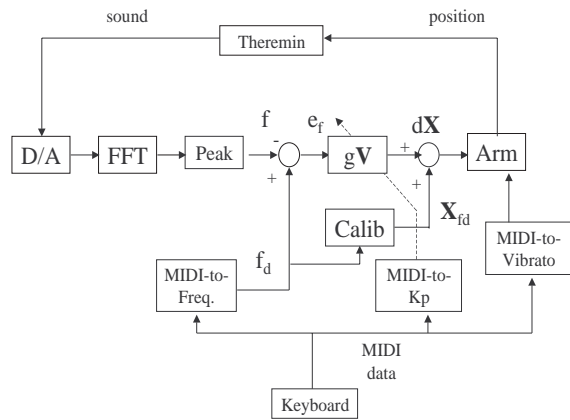 sound
position
Theremin
f
e_f
dX
-
+
+
+
D/A
FFT
Peak
gV
Arm
X_fd
Calib
f_d
MIDI-to-
Freq.
MIDI-to-
Kp
MIDI-to-
Vibrato
MIDI
data
Keyboard